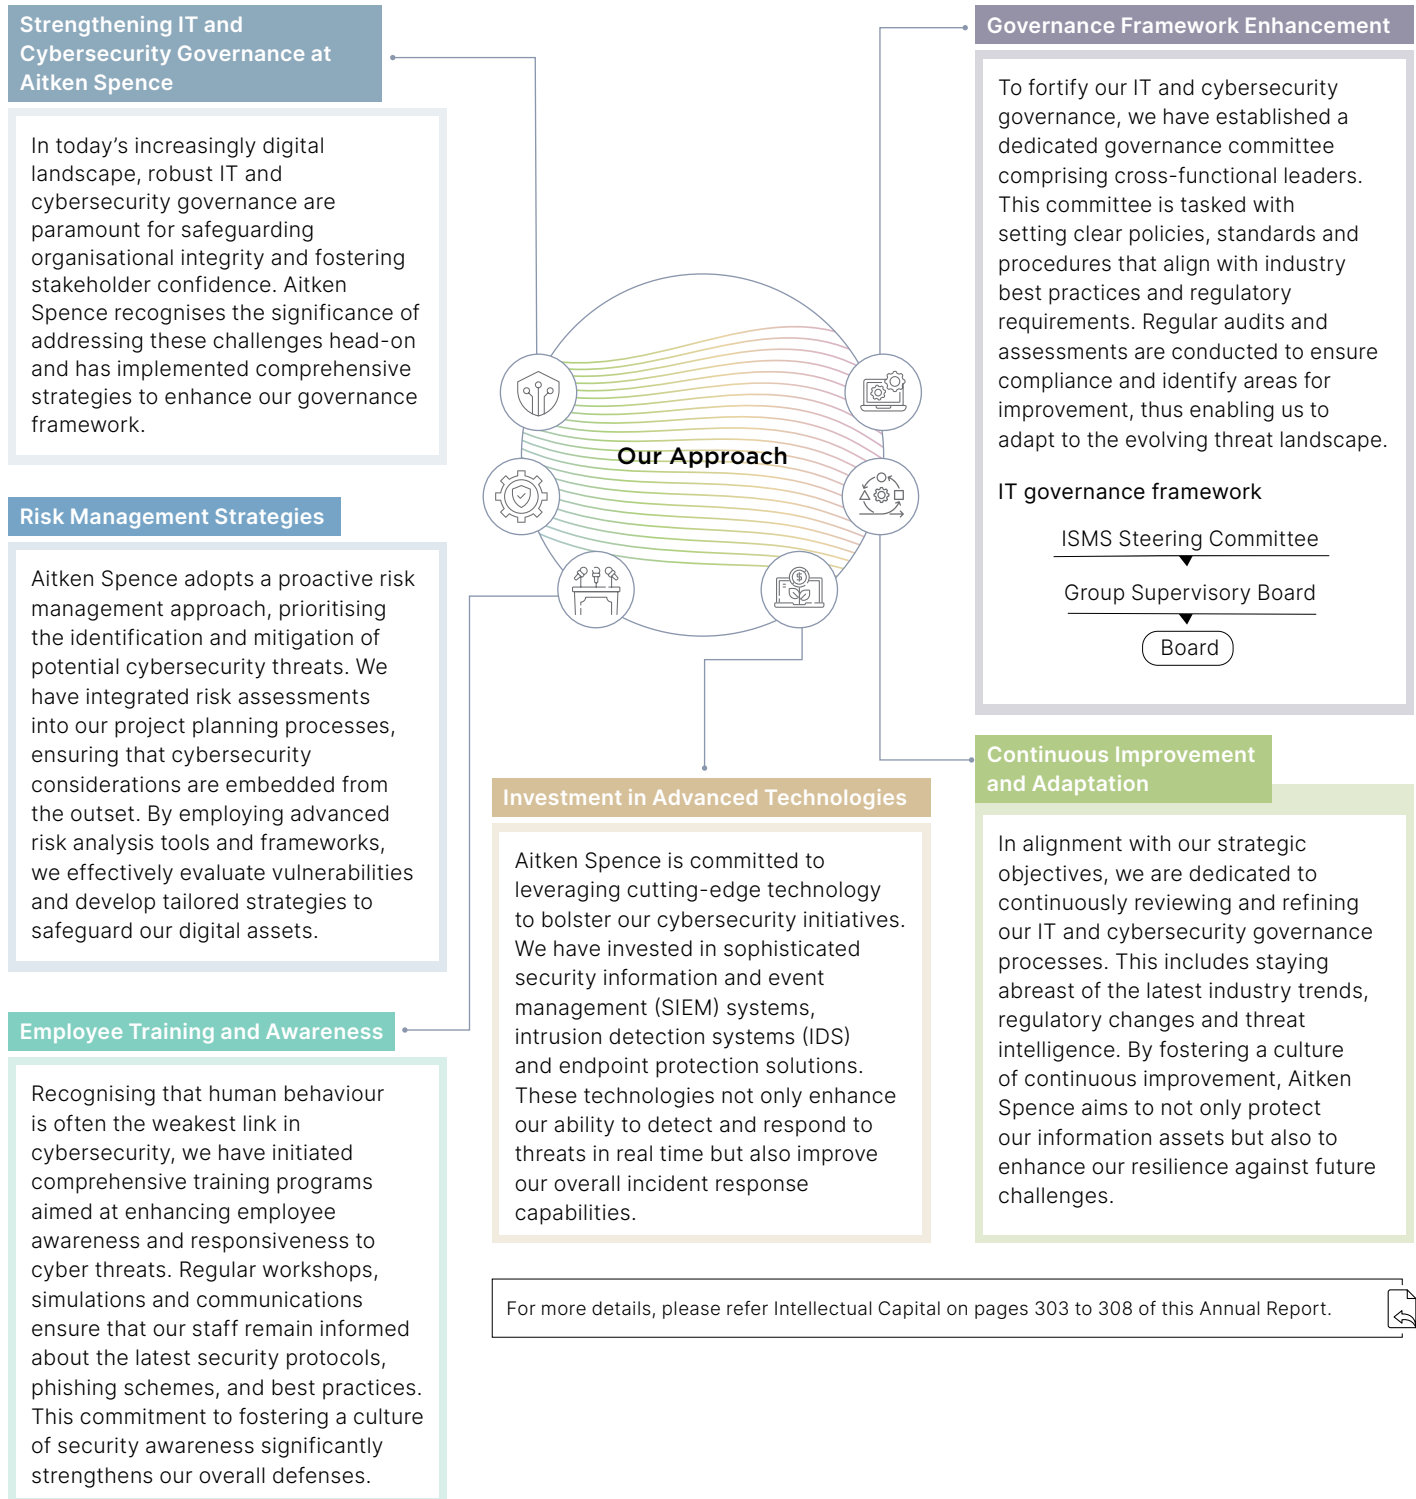 Strengthening IT and
Cybersecurity Governance at
Aitken Spence
In today's increasingly digital
landscape, robust IT and
cybersecurity governance are
paramount for safeguarding
organisational integrity and fostering
stakeholder confidence. Aitken
Spence recognises the significance of
addressing these challenges head-on
and has implemented comprehensive
strategies to enhance our governance
framework.
Risk Management Strategies
Aitken Spence adopts a proactive risk
management approach, prioritising
the identification and mitigation of
potential cybersecurity threats. We
have integrated risk assessments
into our project planning processes,
ensuring that cybersecurity
considerations are embedded from
the outset. By employing advanced
risk analysis tools and frameworks,
we effectively evaluate vulnerabilities
and develop tailored strategies to
safeguard our digital assets.
Employee Training and Awareness
Recognising that human behaviour
is often the weakest link in
cybersecurity, we have initiated
comprehensive training programs
aimed at enhancing employee
awareness and responsiveness to
cyber threats. Regular workshops,
simulations and communications
ensure that our staff remain informed
about the latest security protocols,
phishing schemes, and best practices.
This commitment to fostering a culture
of security awareness significantly
strengthens our overall defenses.
Our Approach
$
Investment in Advanced Technologies
Aitken Spence is committed to
leveraging cutting-edge technology
to bolster our cybersecurity initiatives.
We have invested in sophisticated
security information and event
management (SIEM) systems,
intrusion detection systems (IDS)
and endpoint protection solutions.
These technologies not only enhance
our ability to detect and respond to
threats in real time but also improve
our overall incident response
capabilities.
Governance Framework Enhancement
To fortify our IT and cybersecurity
governance, we have established a
dedicated governance committee
comprising cross-functional leaders.
This committee is tasked with
setting clear policies, standards and
procedures that align with industry
best practices and regulatory
requirements. Regular audits and
assessments are conducted to ensure
compliance and identify areas for
improvement, thus enabling us to
adapt to the evolving threat landscape.
IT governance framework
ISMS Steering Committee
Group Supervisory Board
Board
Continuous Improvement
and Adaptation
In alignment with our strategic
objectives, we are dedicated to
continuously reviewing and refining
our IT and cybersecurity governance
processes. This includes staying
abreast of the latest industry trends,
regulatory changes and threat
intelligence. By fostering a culture
of continuous improvement, Aitken
Spence aims to not only protect
our information assets but also to
enhance our resilience against future
challenges.
For more details, please refer Intellectual Capital on pages 303 to 308 of this Annual Report.